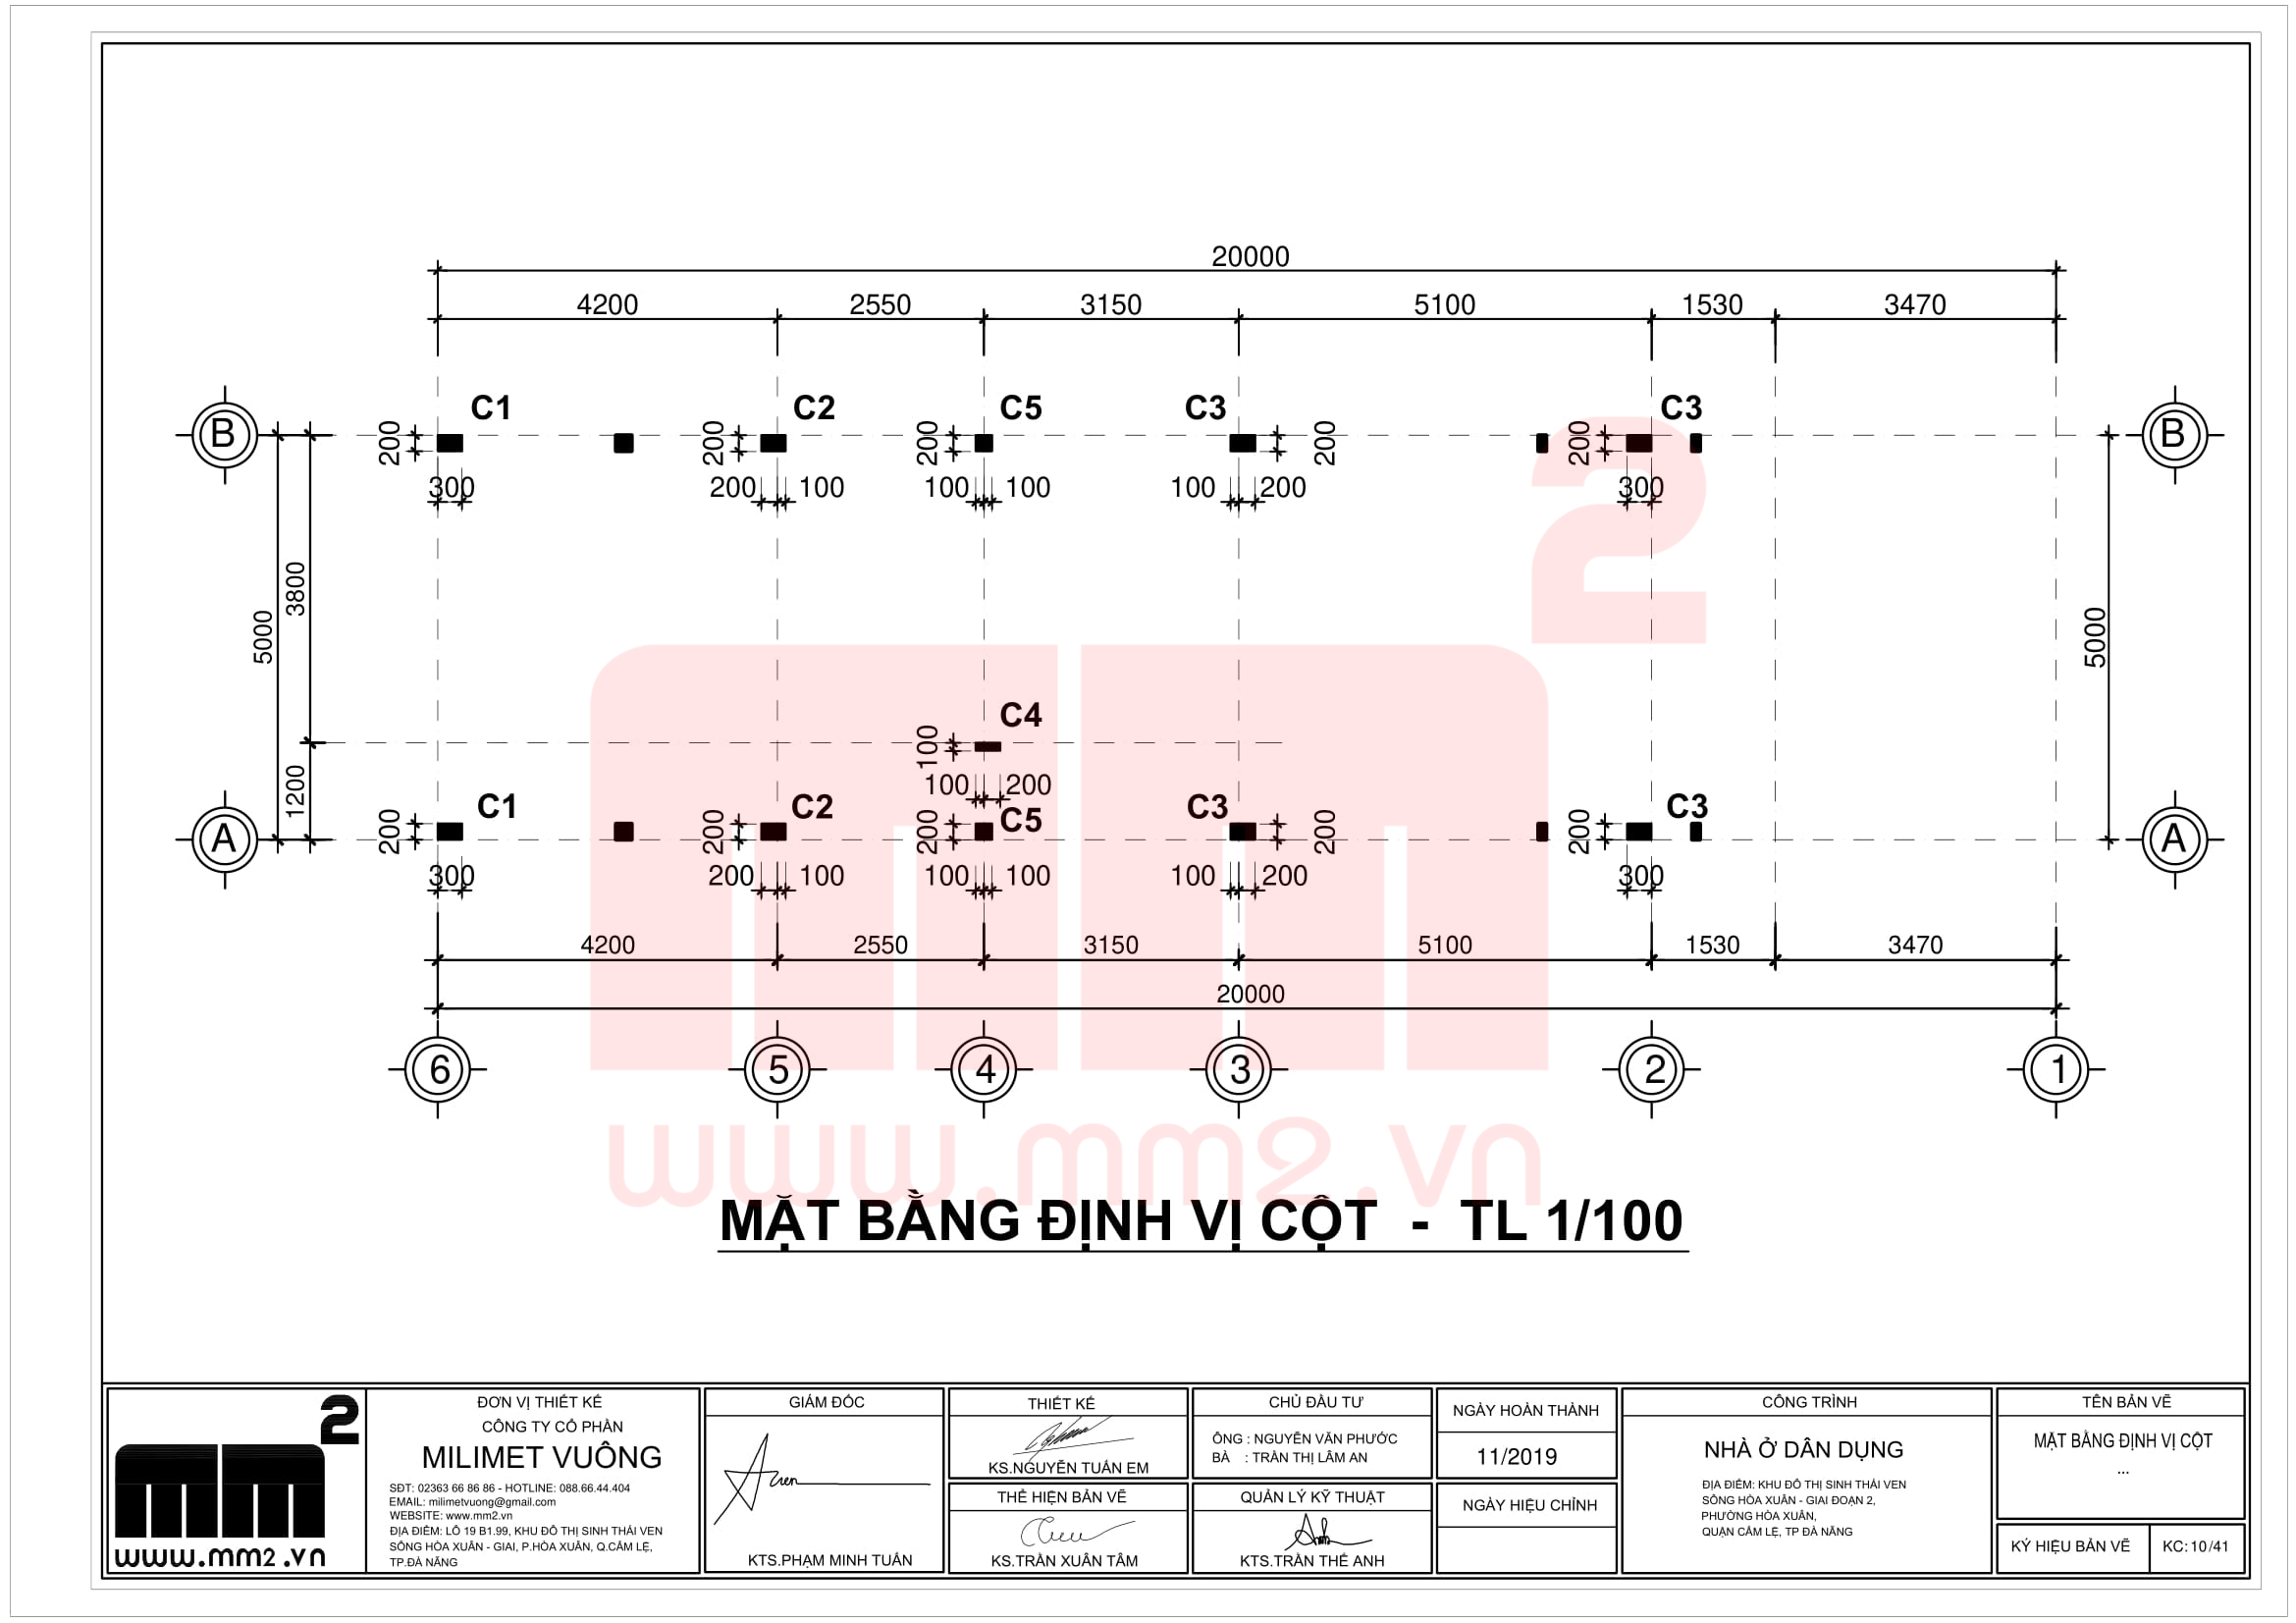 20000
4200 2550 3150 5100 1530 3470
C1 C2 C5 C3 C3
B 200 200 200 200 200 B
300 200 100 100 100 100 200 300
2
3800
5000 5000
C4
100
100 200
1200
C1 C2 C5 C3 C3
A 200 200 200 200 200 A
300 200 100 100 100 100 200 300
4200 2550 3150 5100 1530 3470
20000
6 5 4 3 2 1
www.mm2.vn
MẶT BẰNG ĐỊNH VỊ CỘT - TL 1/100
2
www.mm2.vn
ĐƠN VỊ THIẾT KẾ
CÔNG TY CỔ PHẦN
MILIMET VUÔNG
SĐT: 02363 66 86 86 - HOTLINE: 088.66.44.404
EMAIL: milimetvuong@gmail.com
WEBSITE: www.mm2.vn
ĐỊA ĐIỂM: LÔ 19 B1.99, KHU ĐÔ THỊ SINH THÁI VEN
SÔNG HÒA XUÂN - GIAI, P.HÒA XUÂN, Q.CẨM LỆ,
TP.ĐÀ NẴNG
GIÁM ĐỐC
KTS.PHẠM MINH TUẤN
THIẾT KẾ
KS.NGUYỄN TUẤN EM
THỂ HIỆN BẢN VẼ
KS.TRẦN XUÂN TÂM
CHỦ ĐẦU TƯ
ÔNG : NGUYỄN VĂN PHƯỚC
BÀ : TRẦN THỊ LÂM AN
QUẢN LÝ KỸ THUẬT
KTS.TRẦN THẾ ANH
NGÀY HOÀN THÀNH
11/2019
NGÀY HIỆU CHỈNH
CÔNG TRÌNH
NHÀ Ở DÂN DỤNG
ĐỊA ĐIỂM: KHU ĐÔ THỊ SINH THÁI VEN
SÔNG HÒA XUÂN - GIAI ĐOẠN 2,
PHƯỜNG HÒA XUÂN,
QUẬN CẨM LỆ, TP ĐÀ NẴNG
TÊN BẢN VẼ
MẶT BẰNG ĐỊNH VỊ CỘT
...
KÝ HIỆU BẢN VẼ KC: 10/41